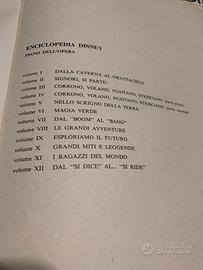 ENCICLOPEDIA DISNEY
PIANO DELL'OPERA
volume I DALLA CAVERNA AL GRATTACIELO
volume II SIGNORI, SI PARTE!
volume III CORRONO, VOLANO, NUOTANO, STRISCIANO
volume IV CORRONO, VOLANO, NUOTANO, STRISCIANO
volume V NELLO SCRIGNO DELLA TERRA
volume VI MAGIA VERDE
volume VII DAL "BOOM" AL "BANG"
volume VIII LE GRANDI AVVENTURE
volume IX ESPLORIAMO IL FUTURO
volume X GRANDI MITI E LEGGENDE
volume XI I RAGAZZI DEL MONDO
volume XII DAL "SI DICE" AL... "SI RIDE"
subito